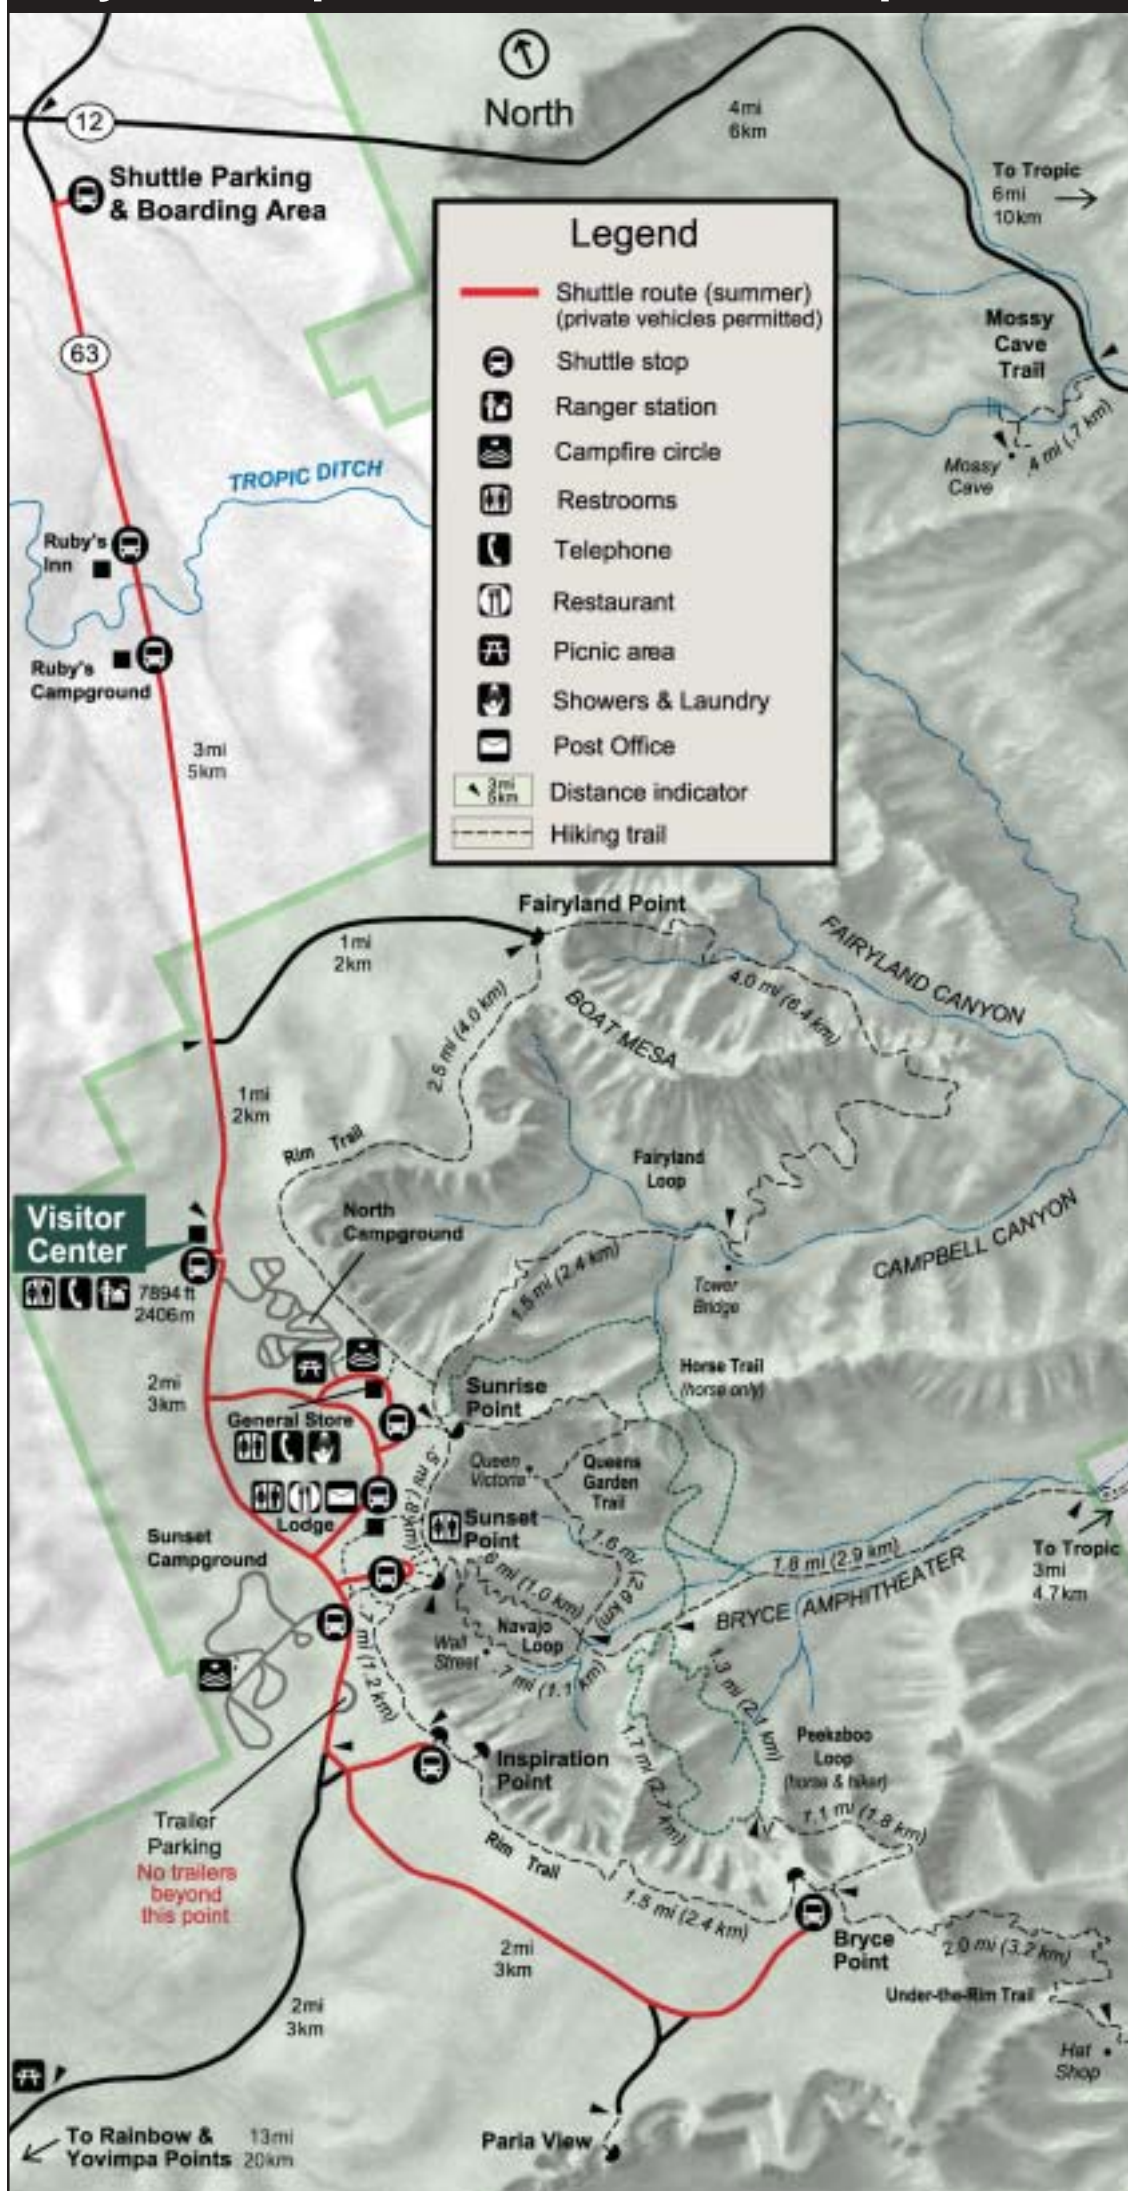 North
12
4mi
6km
Shuttle Parking
& Boarding Area
To Tropic
6mi
10km
Legend
Shuttle route (summer)
(private vehicles permitted)
Shuttle stop
Ranger station
Campfire circle
Restrooms
Telephone
Restaurant
Picnic area
Showers & Laundry
Post Office
3mi
5km
Distance indicator
Hiking trail
63
Mossy
Cave
Trail
.4 mi (.7 km)
Mossy
Cave
TROPIC DITCH
Ruby's
Inn
Ruby's
Campground
3mi
5km
Fairyland Point
1mi
2km
FAIRYLAND CANYON
4.0 mi (6.4 km)
BOAT MESA
2.5 mi (4.0 km)
1mi
2km
Rim Trail
Fairyland
Loop
North
Campground
Visitor
Center
7894 ft
2406m
CAMPBELL CANYON
1.5 mi (2.4 km)
Tower
Bridge
2mi
3km
Horse Trail
(horse only)
Sunrise
Point
General Store
.5 mi (.8 km)
Queen
Victoria
Queens
Garden
Trail
Lodge
Sunset
Point
Sunset
Campground
1.6 mi
(2.6 km)
1.8 mi (2.9 km)
To Tropic
3mi
4.7km
.6 mi (1.0 km)
BRYCE AMPHITHEATER
Navajo
Loop
Wall
Street
.7 mi (1.1 km)
.7 mi (1.2 km)
1.3 mi (2.1 km)
1.7 mi (2.7 km)
Peekaboo
Loop
(horse & hiker)
Inspiration
Point
1.1 mi (1.8 km)
Trailer
Parking
No trailers
beyond
this point
Rim Trail
1.5 mi (2.4 km)
Bryce
Point
2.0 mi (3.2 km)
2mi
3km
Under-the-Rim Trail
2mi
3km
Hat
Shop
To Rainbow &
Yovimpa Points
13mi
20km
Paria View